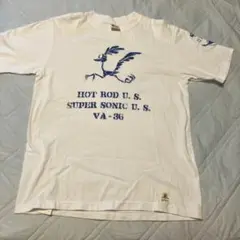 HOT ROD U. S.
SUPER SONIC U. S.
VA - 36